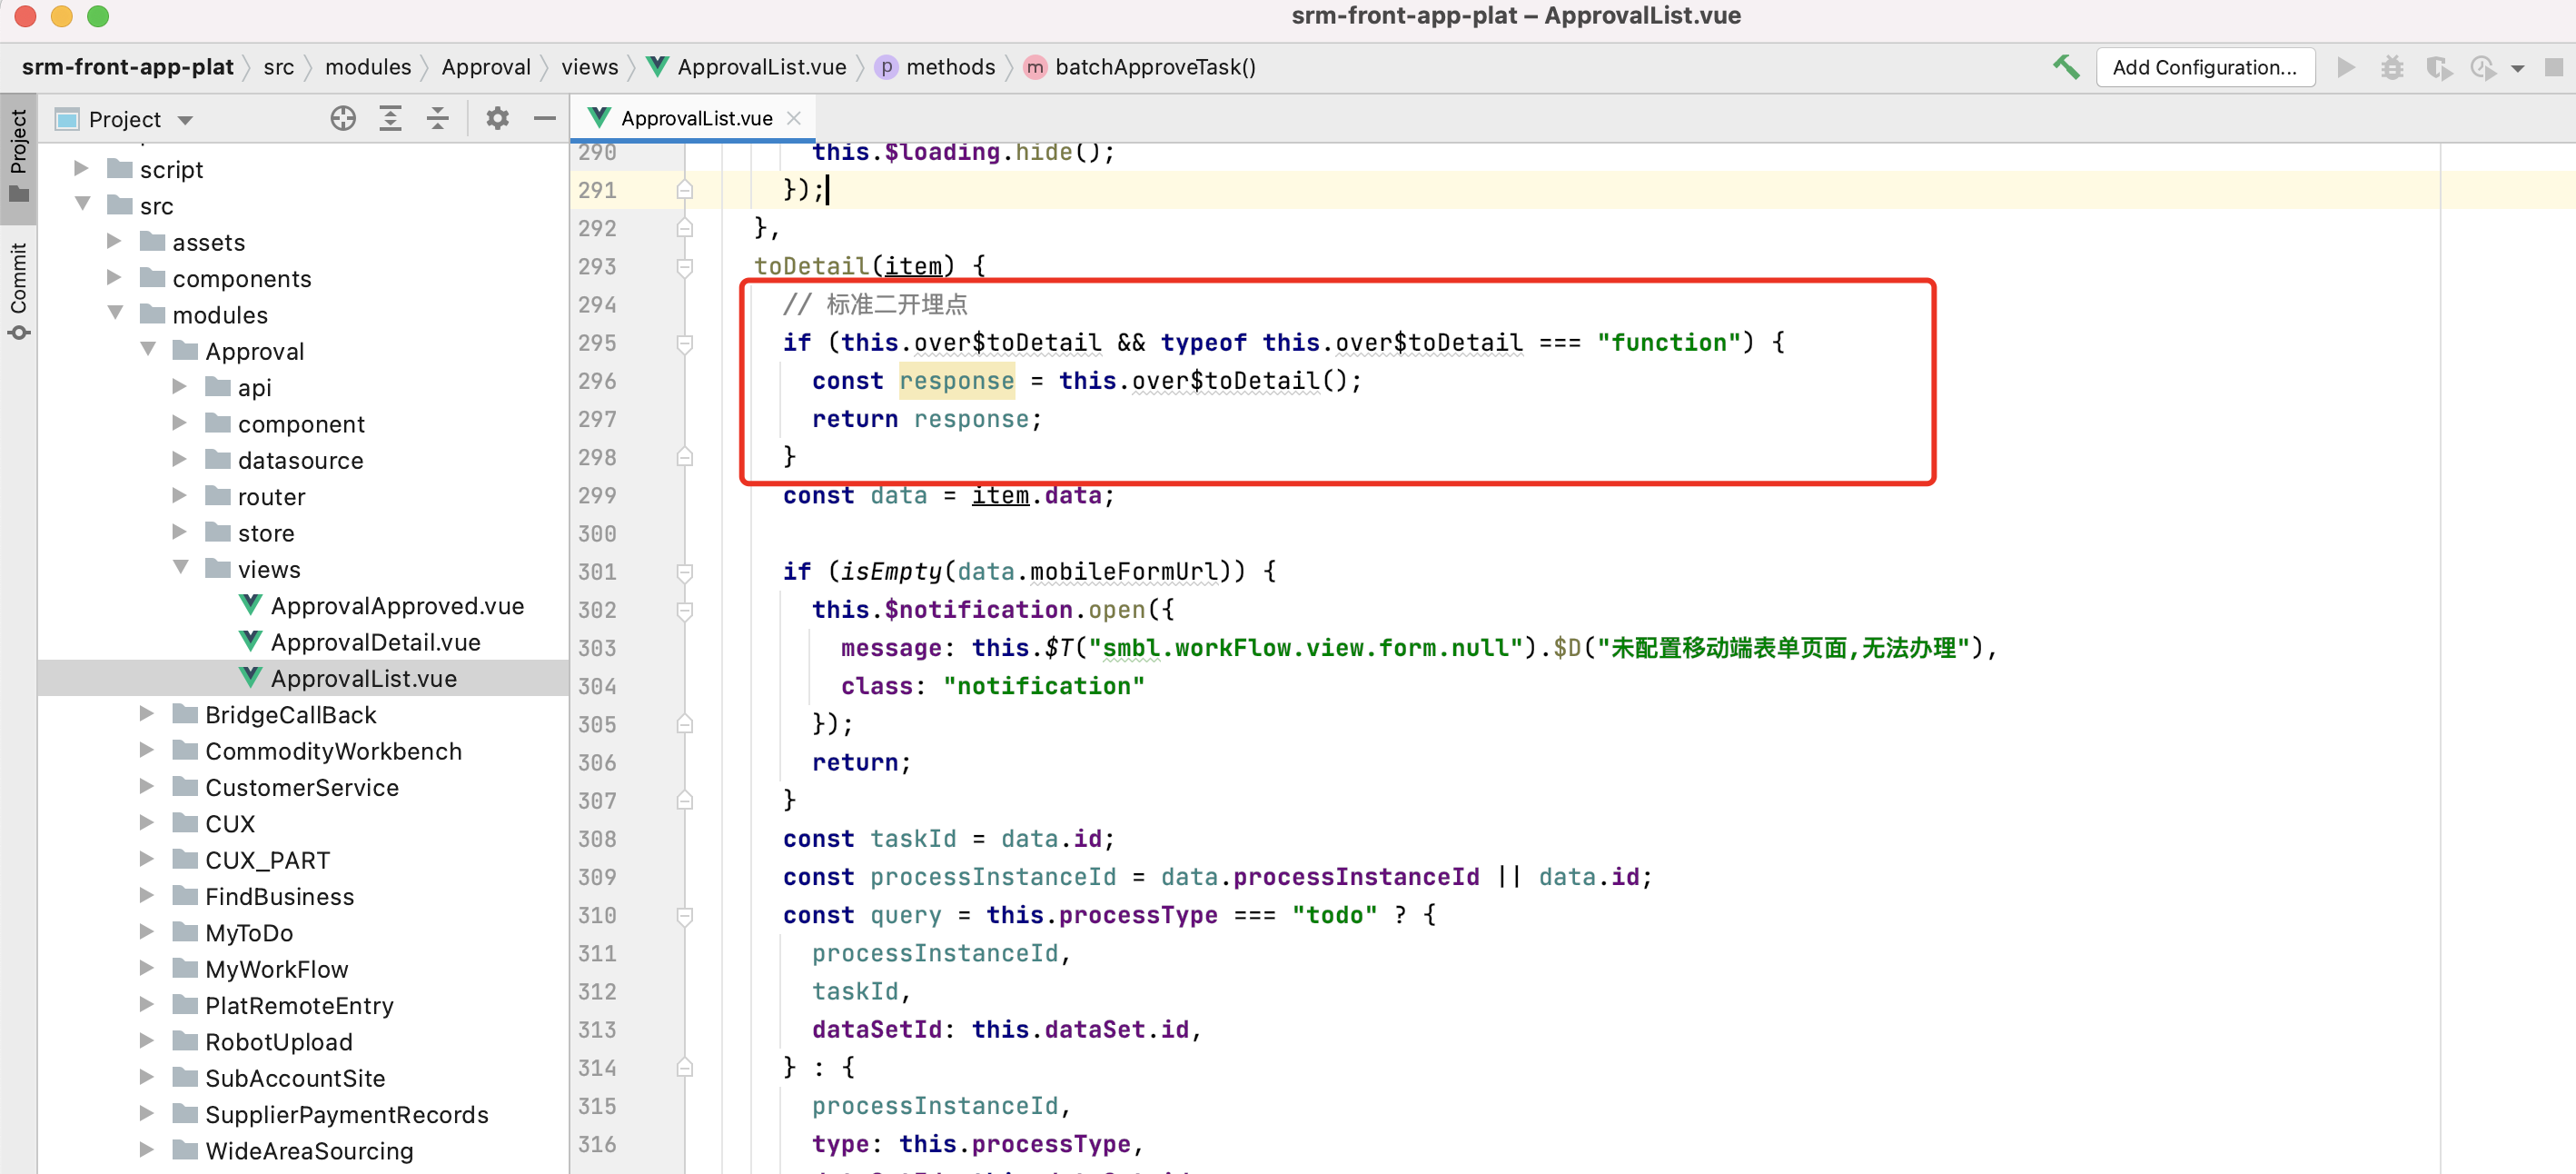 srm-front-app-plat – ApprovalList.vue
srm-front-app-plat src modules Approval views ApprovalList.vue p methods m batchApproveTask() Add Configuration...
Project
Commit
Project
script
src
assets
components
modules
Approval
api
component
datasource
router
store
views
ApprovalApproved.vue
ApprovalDetail.vue
ApprovalList.vue
BridgeCallBack
CommodityWorkbench
CustomerService
CUX
CUX_PART
FindBusiness
MyToDo
MyWorkFlow
PlatRemoteEntry
RobotUpload
SubAccountSite
SupplierPaymentRecords
WideAreaSourcing
ApprovalList.vue
290 this.$loading.hide();
291 });
292 },
293 toDetail(item) {
294 // 标准二开埋点
295 if (this.over$toDetail && typeof this.over$toDetail === "function") {
296 const response = this.over$toDetail();
297 return response;
298 }
299 const data = item.data;
300
301 if (isEmpty(data.mobileFormUrl)) {
302 this.$notification.open({
303 message: this.$T("smbl.workFlow.view.form.null").$D("未配置移动端表单页面,无法办理"),
304 class: "notification"
305 });
306 return;
307 }
308 const taskId = data.id;
309 const processInstanceId = data.processInstanceId || data.id;
310 const query = this.processType === "todo" ? {
311 processInstanceId,
312 taskId,
313 dataSetId: this.dataSet.id,
314 } : {
315 processInstanceId,
316 type: this.processType,